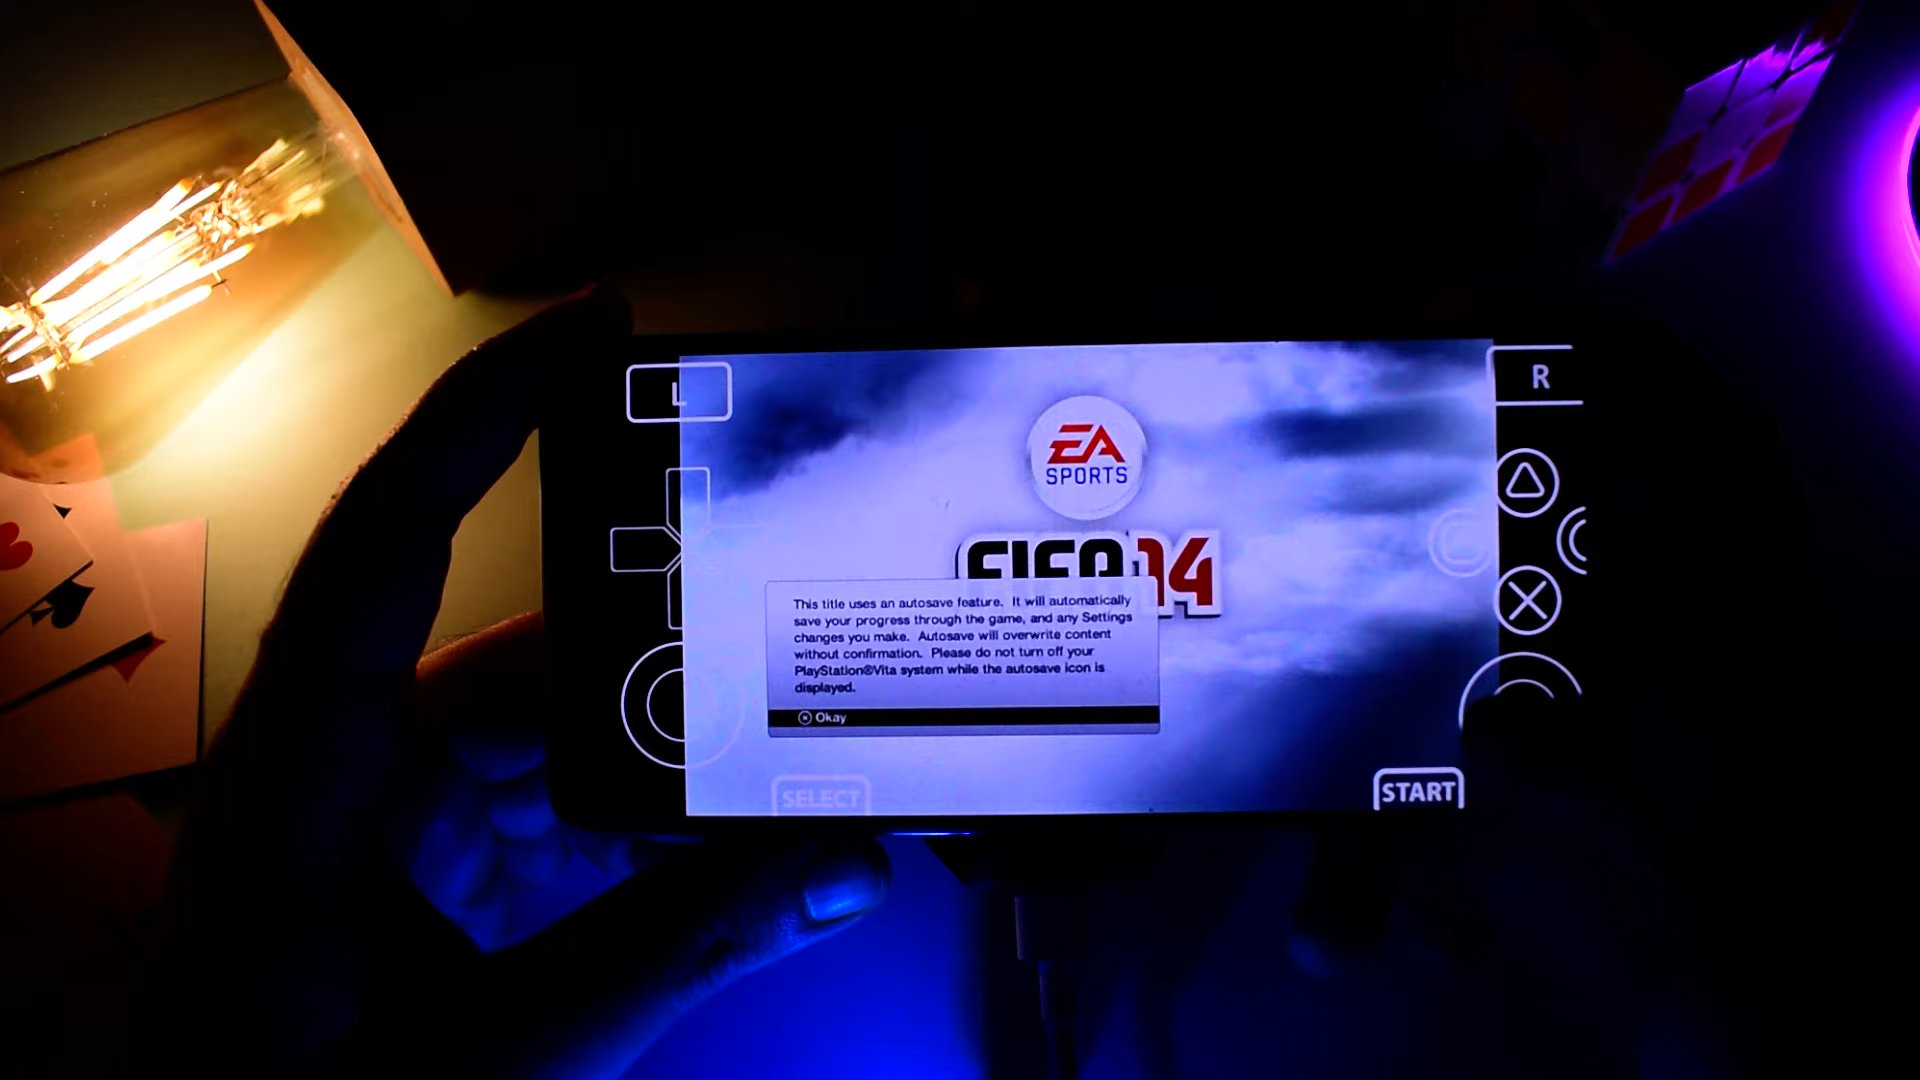 L
R
EA
SPORTS
FIFA 14
This title uses an autosave feature. It will automatically
save your progress through the game, and any Settings
changes you make. Autosave will overwrite content
without confirmation. Please do not turn off your
PlayStation®Vita system while the autosave icon is
displayed.
Okay
SELECT
START